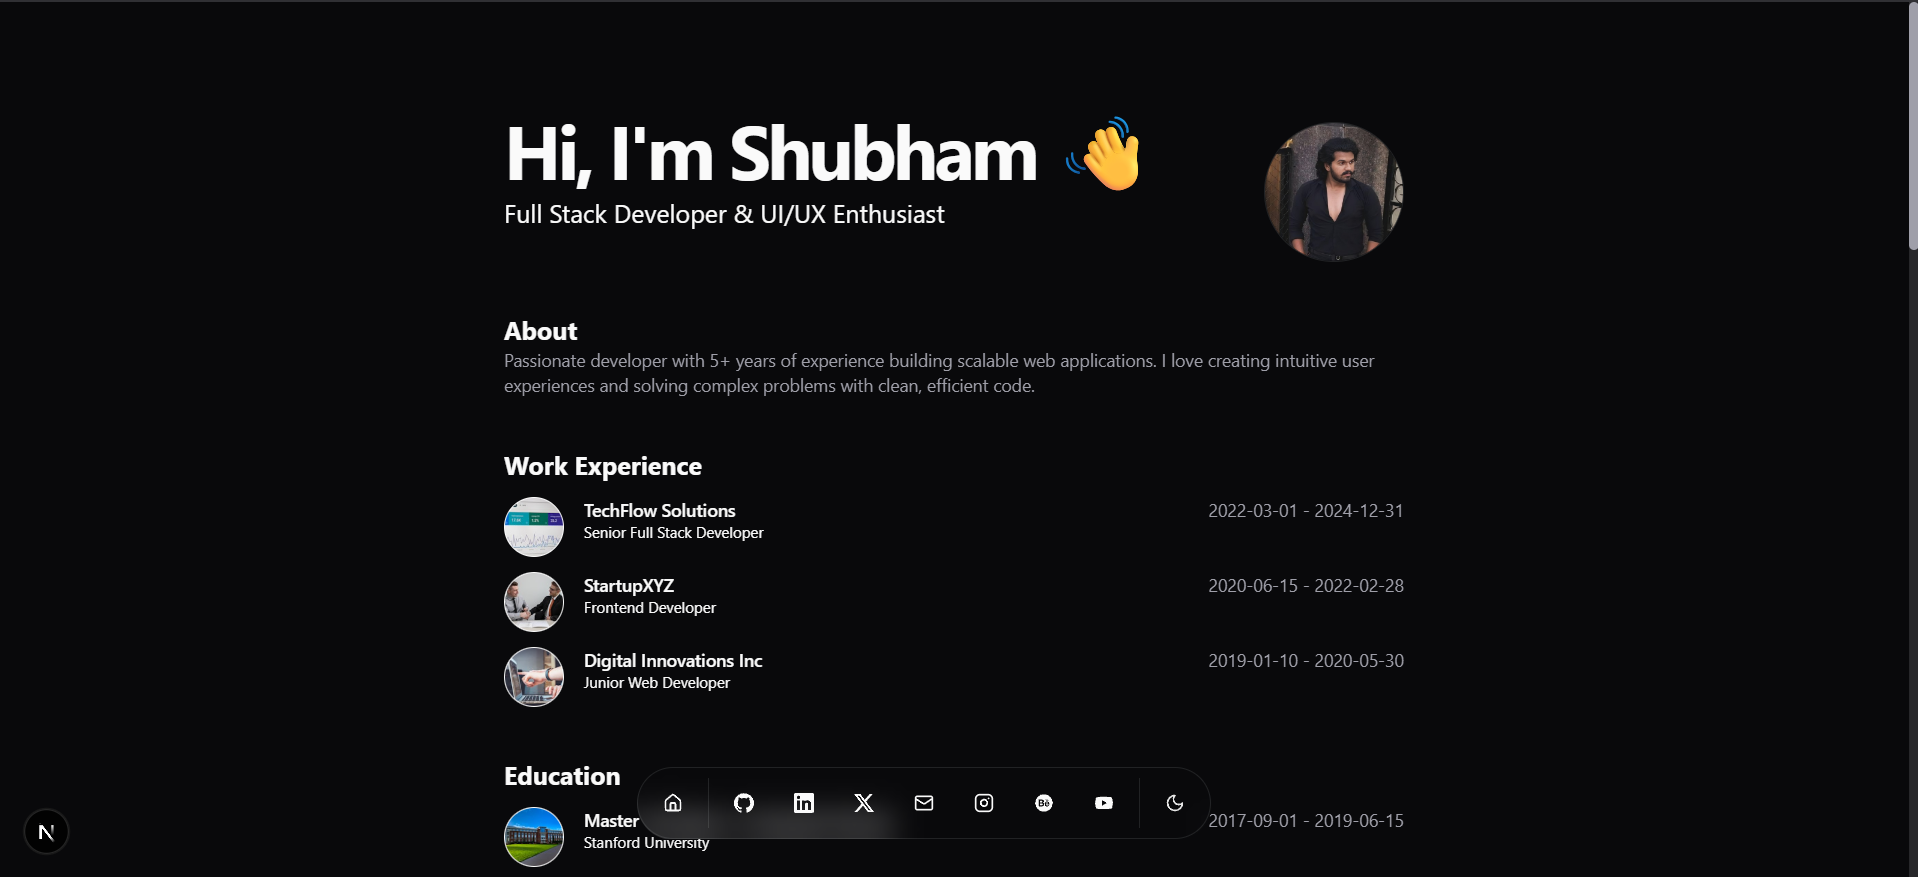 Hi, I'm Shubham 👋
Full Stack Developer & UI/UX Enthusiast
About
Passionate developer with 5+ years of experience building scalable web applications. I love creating intuitive user
experiences and solving complex problems with clean, efficient code.
Work Experience
TechFlow Solutions
2022-03-01 - 2024-12-31
Senior Full Stack Developer
StartupXYZ
2020-06-15 - 2022-02-28
Frontend Developer
Digital Innovations Inc
2019-01-10 - 2020-05-30
Junior Web Developer
Education
Master
2017-09-01 - 2019-06-15
Stanford University
N